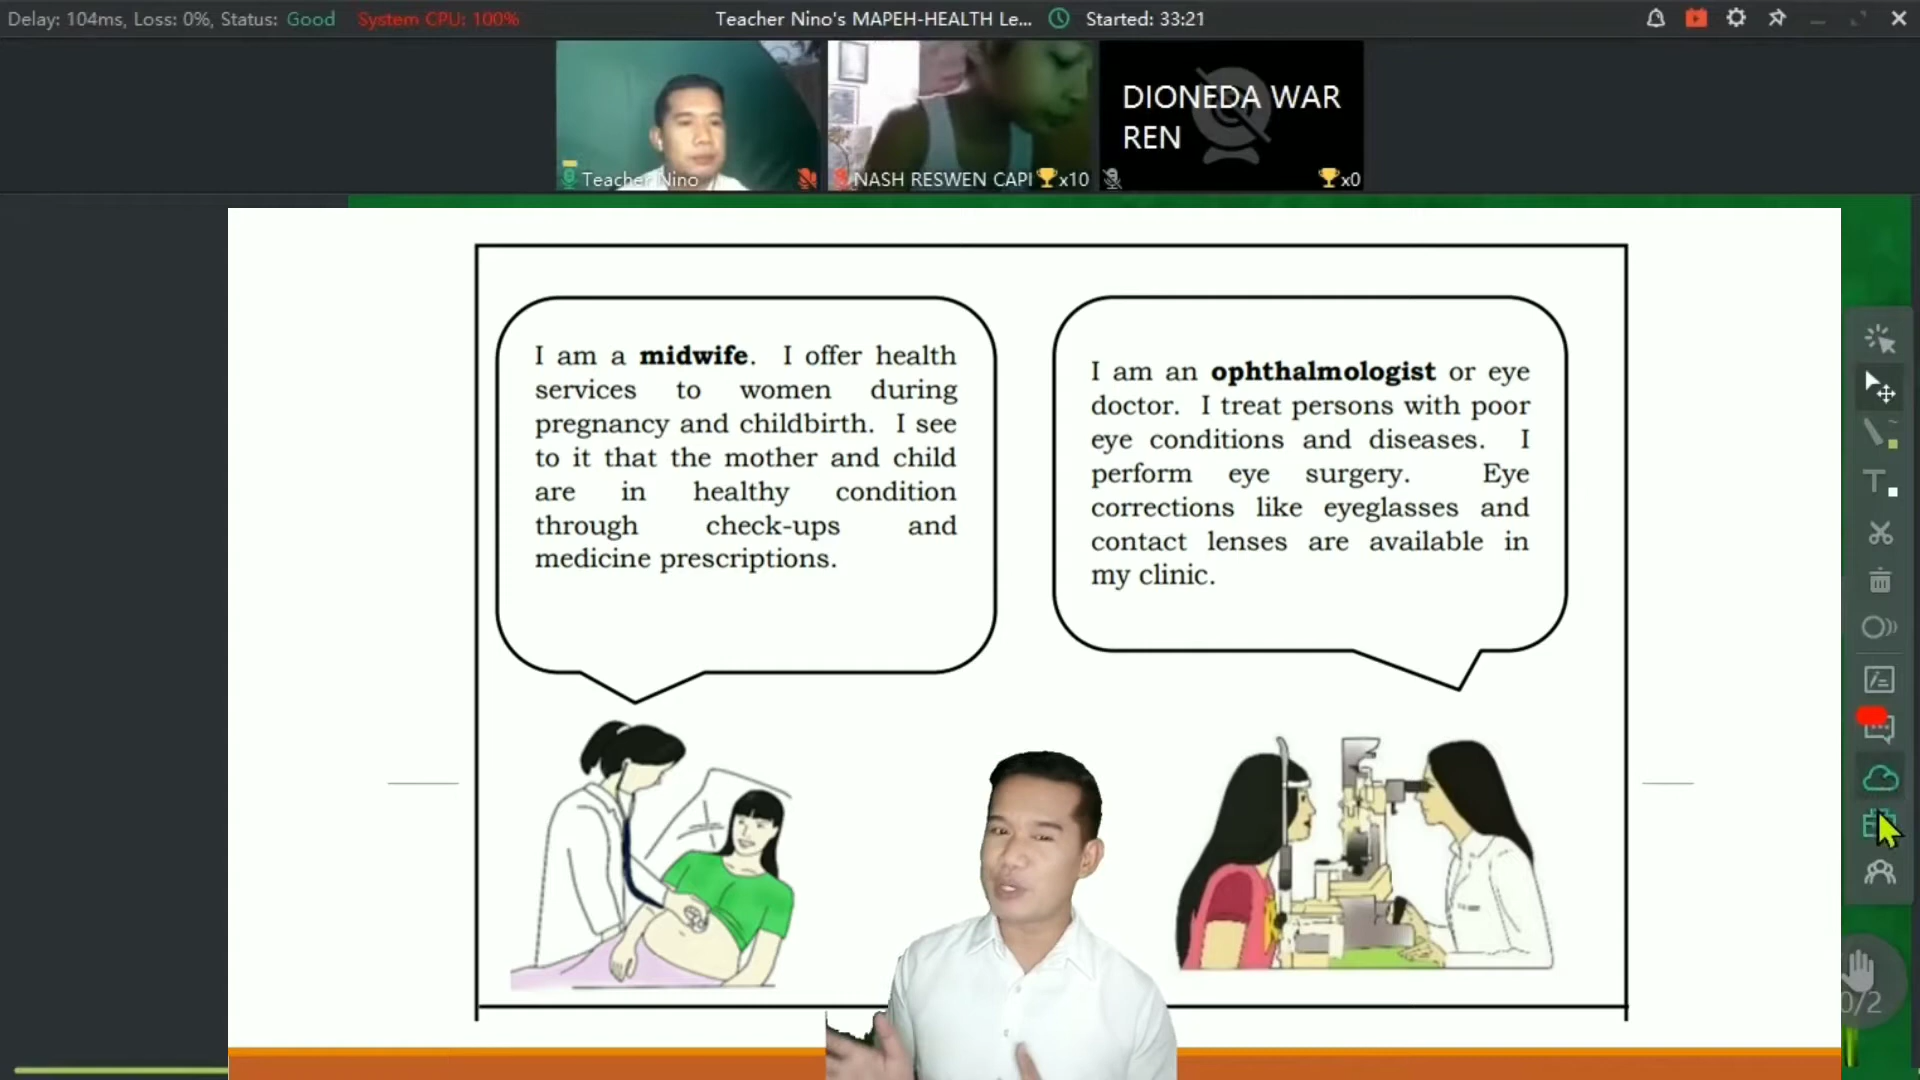 Delay: 104ms, Loss: 0%, Status: Good System CPU: 100% Teacher Nino's MAPEH-HEALTH Le... Started: 33:21
DIONEDA WAR
REN
Teacher Nino
NASH RESWEN CAPI x10
x0
I am a midwife. I offer health
services to women during
pregnancy and childbirth. I see
to it that the mother and child
are in healthy condition
through check-ups and
medicine prescriptions.
I am an ophthalmologist or eye
doctor. I treat persons with poor
eye conditions and diseases. I
perform eye surgery. Eye
corrections like eyeglasses and
contact lenses are available in
my clinic.
0/2